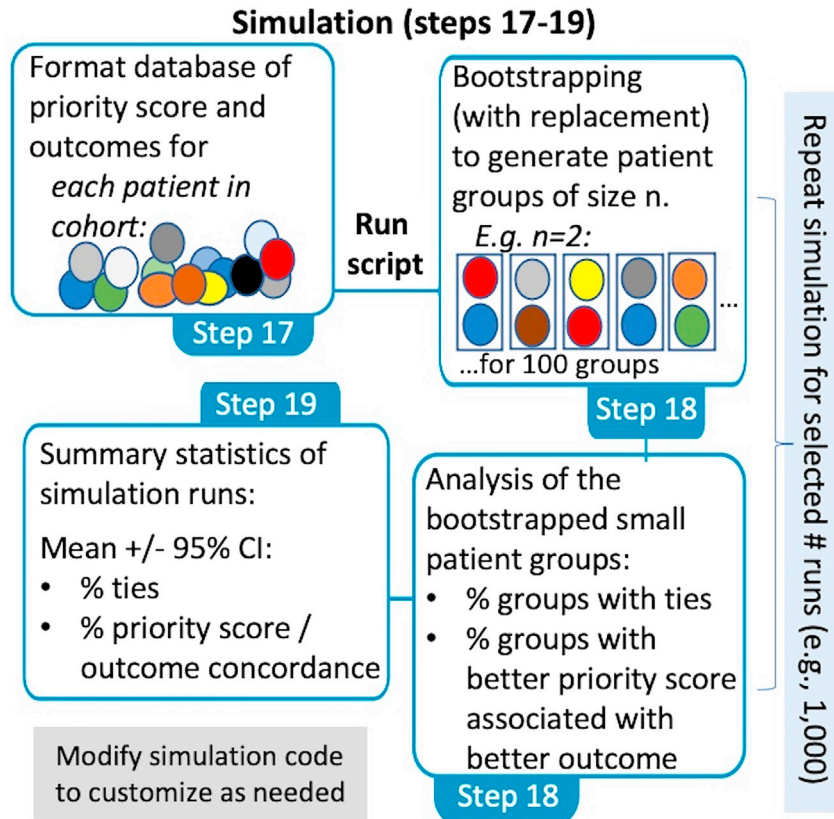 Simulation (steps 17-19)
Format database of
priority score and
outcomes for
each patient in
cohort:
Step 17
Run
script
Bootstrapping
(with replacement)
to generate patient
groups of size n.
E.g. n=2:
...
...for 100 groups
Step 18
Analysis of the
bootstrapped small
patient groups:
• % groups with ties
• % groups with
better priority score
associated with
better outcome
Step 18
Step 19
Summary statistics of
simulation runs:
Mean +/- 95% CI:
• % ties
• % priority score /
outcome concordance
Modify simulation code
to customize as needed
Repeat simulation for selected # runs (e.g., 1,000)